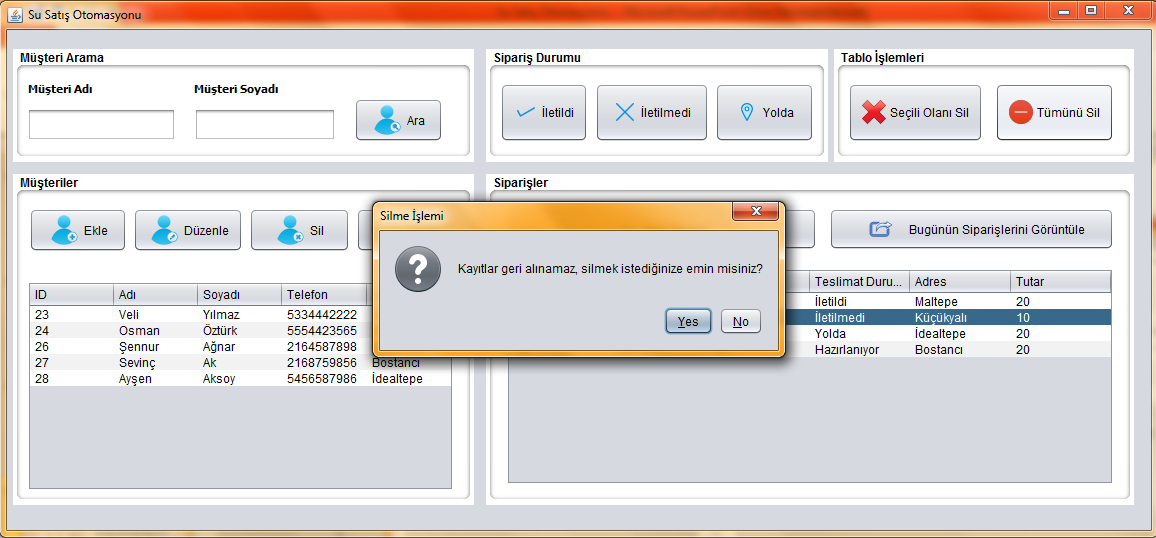 Su Satış Otomasyonu
Müşteri Arama
Müşteri Adı
Müşteri Soyadı
Ara
Sipariş Durumu
İletildi
İletilmedi
Yolda
Tablo İşlemleri
Seçili Olanı Sil
Tümünü Sil
Müşteriler
Ekle
Düzenle
Sil
ID Adı Soyadı Telefon
23 Veli Yılmaz 5334442222
24 Osman Öztürk 5554423565
26 Şennur Ağnar 2164587898
27 Sevinç Ak 2168759856 Bostancı
28 Ayşen Aksoy 5456587986 İdealtepe
Siparişler
Bugünün Siparişlerini Görüntüle
Teslimat Duru... Adres Tutar
İletildi Maltepe 20
İletilmedi Küçükyalı 10
Yolda İdealtepe 20
Hazırlanıyor Bostancı 20
Silme İşlemi
Kayıtlar geri alınamaz, silmek istediğinize emin misiniz?
Yes
No